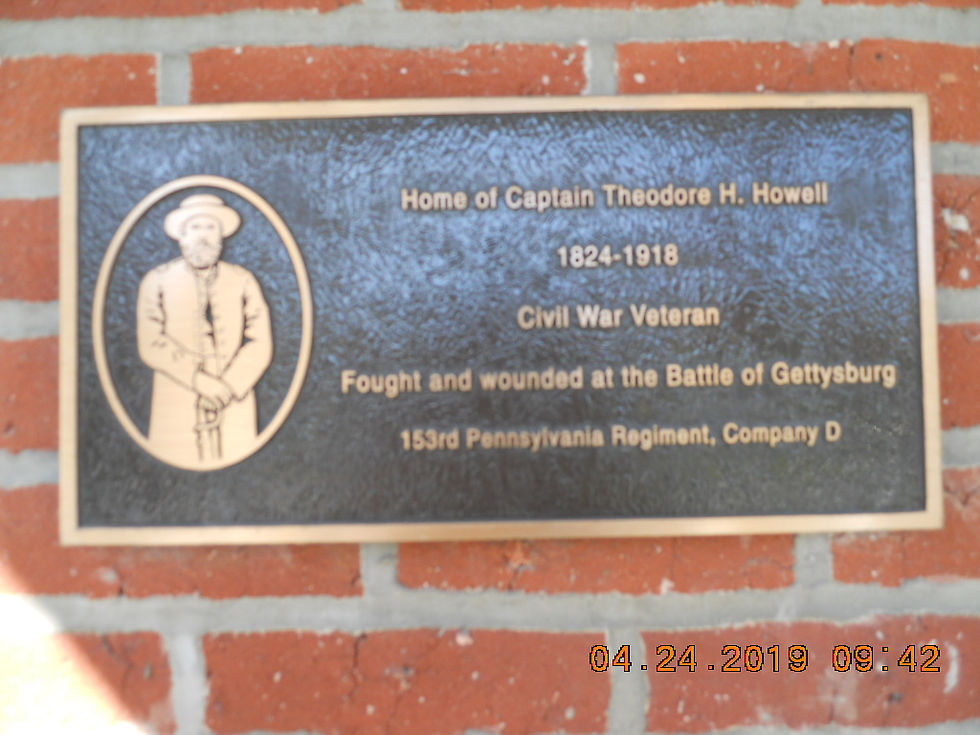 Home of Captain Theodore H. Howell
1824-1918
Civil War Veteran
Fought and wounded at the Battle of Gettysburg
153rd Pennsylvania Regiment, Company D
04.24.2019 09:42